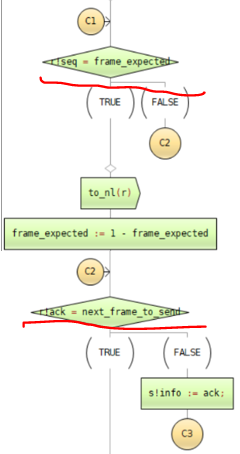 C1
r!seq = frame_expected
TRUE
FALSE
C2
to_nl(r)
frame_expected := 1 - frame_expected
C2
r!ack = next_frame_to_send
TRUE
FALSE
s!info := ack;
C3